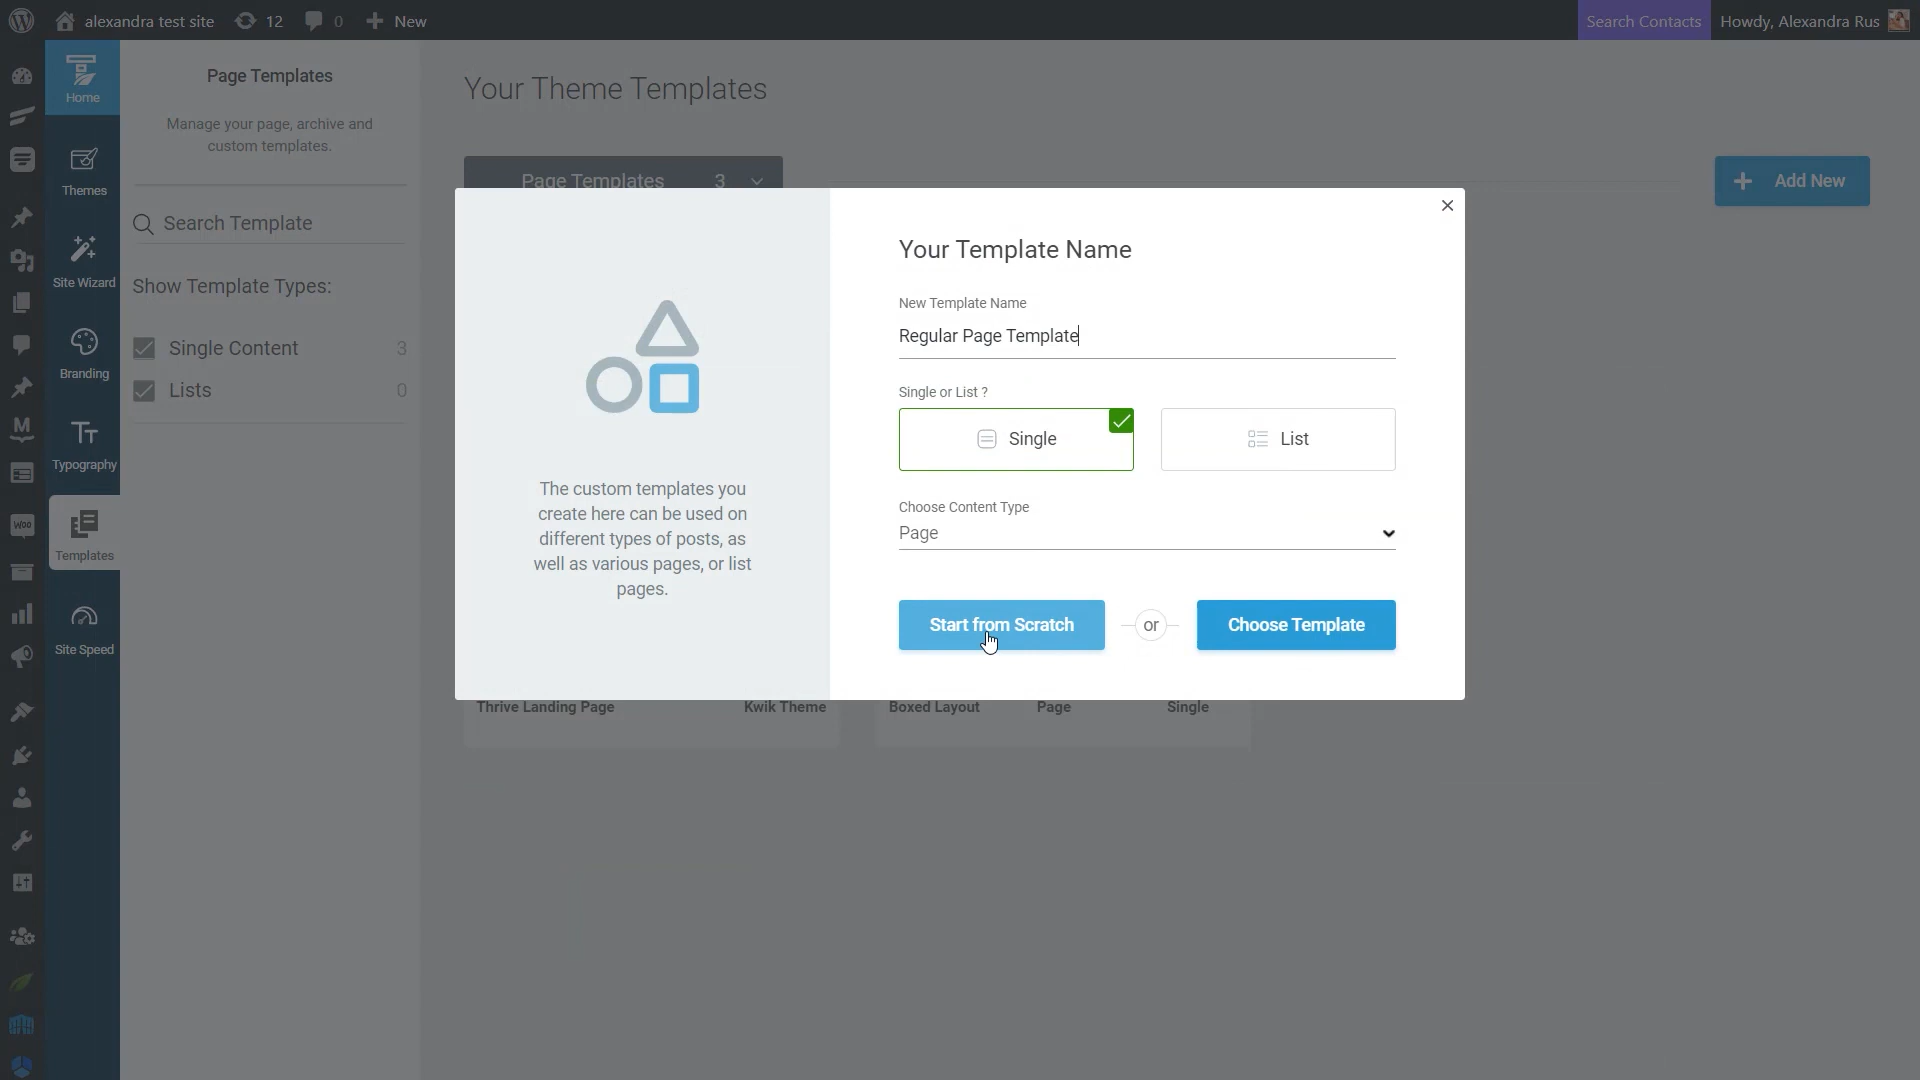 alexandra test site
12
0
New
Search Contacts
Howdy, Alexandra Rus
Home
Themes
Site Wizard
Branding
Typography
Templates
Site Speed
M
Woo
Page Templates
Manage your page, archive and
custom templates.
Search Template
Show Template Types:
Single Content 3
Lists 0
Your Theme Templates
Page Templates 3
Add New
The custom templates you
create here can be used on
different types of posts, as
well as various pages, or list
pages.
Your Template Name
New Template Name
Regular Page Template
Single or List ?
Single
List
Choose Content Type
Page
Start from Scratch
or
Choose Template
Thrive Landing Page Kwik Theme
Boxed Layout Page Single